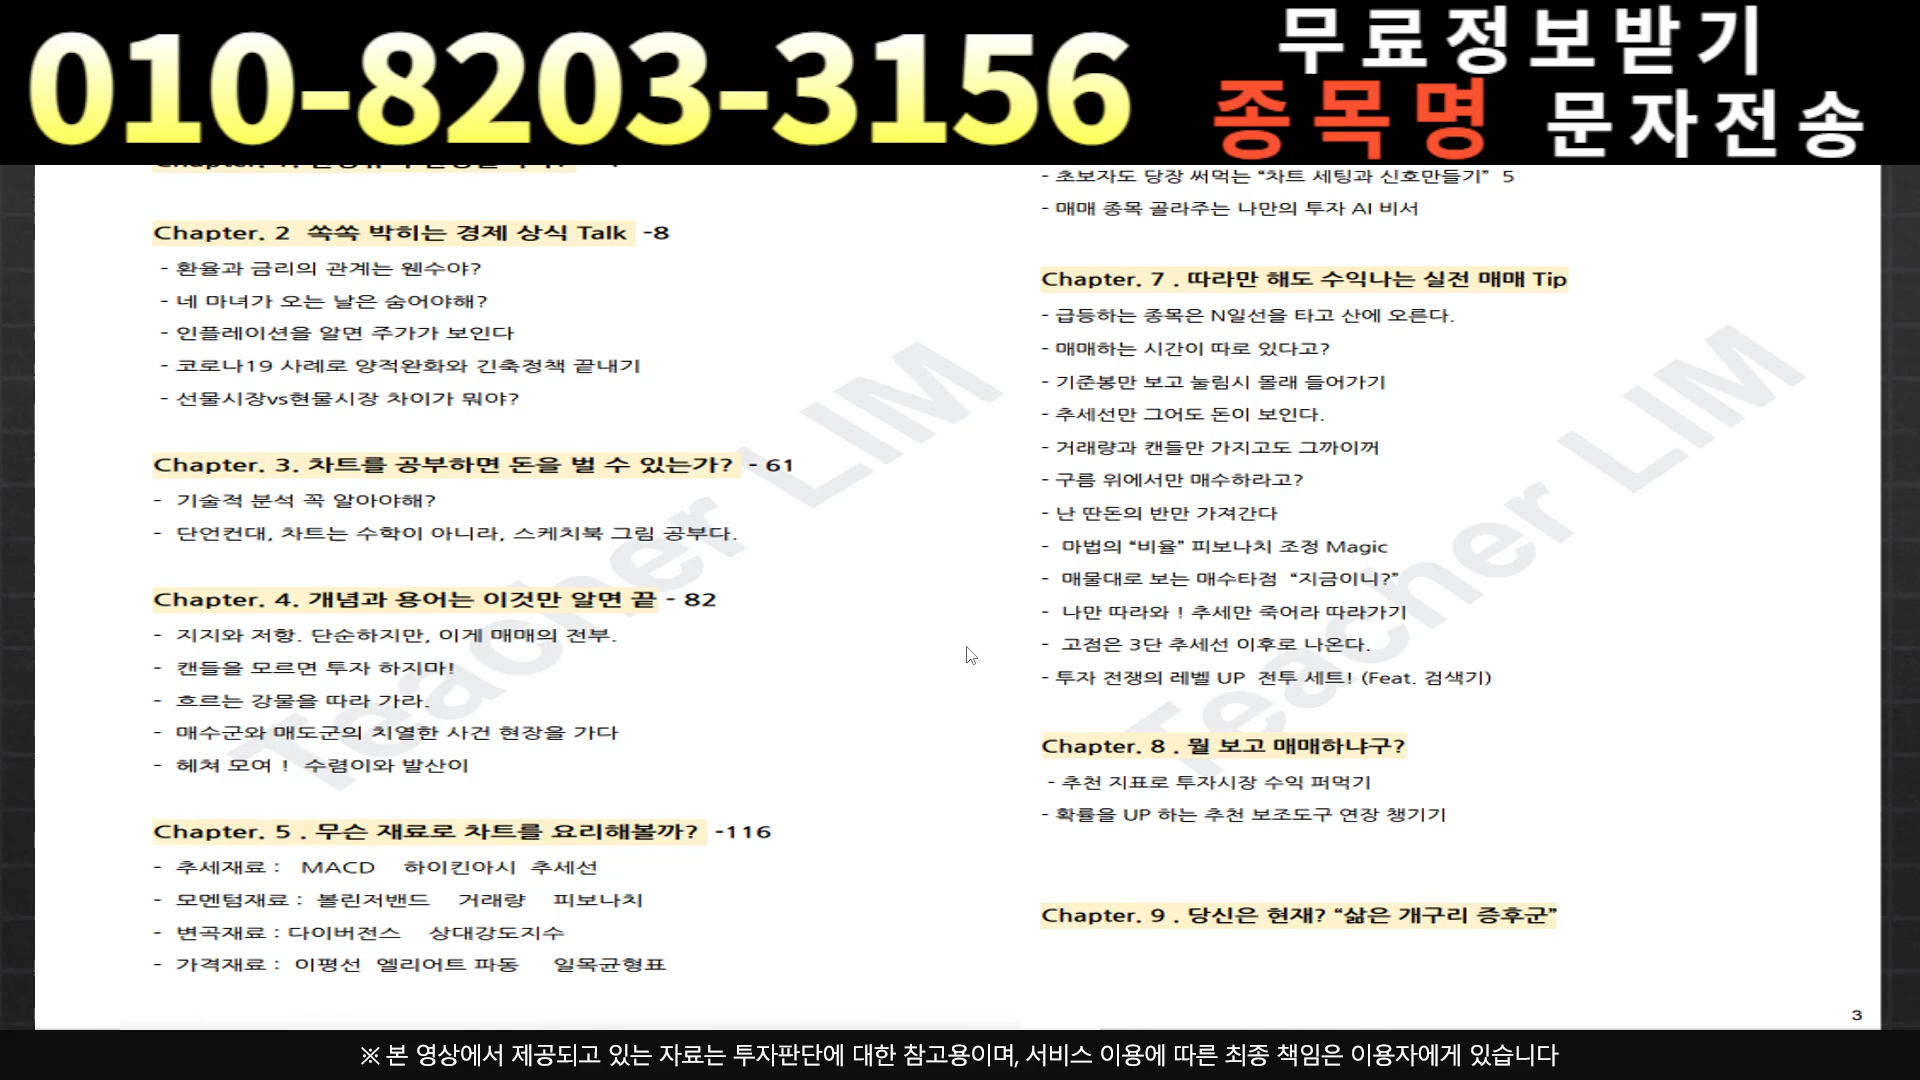 010-8203-3156
무료정보받기
종목명 문자전송
Chapter. 2 쏙쏙 박히는 경제 상식 Talk -8
- 환율과 금리의 관계는 웬수야?
- 네 마녀가 오는 날은 숨어야해?
- 인플레이션을 알면 주가가 보인다
- 코로나19 사례로 양적완화와 긴축정책 끝내기
- 선물시장vs현물시장 차이가 뭐야?
Chapter. 3. 차트를 공부하면 돈을 벌 수 있는가? - 61
- 기술적 분석 꼭 알아야해?
- 단언컨대, 차트는 수학이 아니라, 스케치북 그림 공부다.
Chapter. 4. 개념과 용어는 이것만 알면 끝 - 82
- 지지와 저항. 단순하지만, 이게 매매의 전부.
- 캔들을 모르면 투자 하지마!
- 흐르는 강물을 따라 가라.
- 매수군와 매도군의 치열한 사건 현장을 가다
- 헤쳐 모여 ! 수렴이와 발산이
Chapter. 5 . 무슨 재료로 차트를 요리해볼까? -116
- 추세재료 : MACD 하이킨아시 추세선
- 모멘텀재료 : 볼린저밴드 거래량 피보나치
- 변곡재료 : 다이버전스 상대강도지수
- 가격재료 : 이평선 엘리어트 파동 일목균형표
- 초보자도 당장 써먹는 “차트 세팅과 신호만들기” 5
- 매매 종목 골라주는 나만의 투자 AI 비서
Chapter. 7 . 따라만 해도 수익나는 실전 매매 Tip
- 급등하는 종목은 N일선을 타고 산에 오른다.
- 매매하는 시간이 따로 있다고?
- 기준봉만 보고 눌림시 몰래 들어가기
- 추세선만 그어도 돈이 보인다.
- 거래량과 캔들만 가지고도 그까이꺼
- 구름 위에서만 매수하라고?
- 난 딴돈의 반만 가져간다
- 마법의 “비율” 피보나치 조정 Magic
- 매물대로 보는 매수타점 “지금이니?”
- 나만 따라와 ! 추세만 죽어라 따라가기
- 고점은 3단 추세선 이후로 나온다.
- 투자 전쟁의 레벨 UP 전투 세트! (Feat. 검색기)
Chapter. 8 . 뭘 보고 매매하냐구?
- 추천 지표로 투자시장 수익 퍼먹기
- 확률을 UP 하는 추천 보조도구 연장 챙기기
Chapter. 9 . 당신은 현재? “삶은 개구리 증후군”
Teacher LIM
Teacher LIM
3
※ 본 영상에서 제공되고 있는 자료는 투자판단에 대한 참고용이며, 서비스 이용에 따른 최종 책임은 이용자에게 있습니다